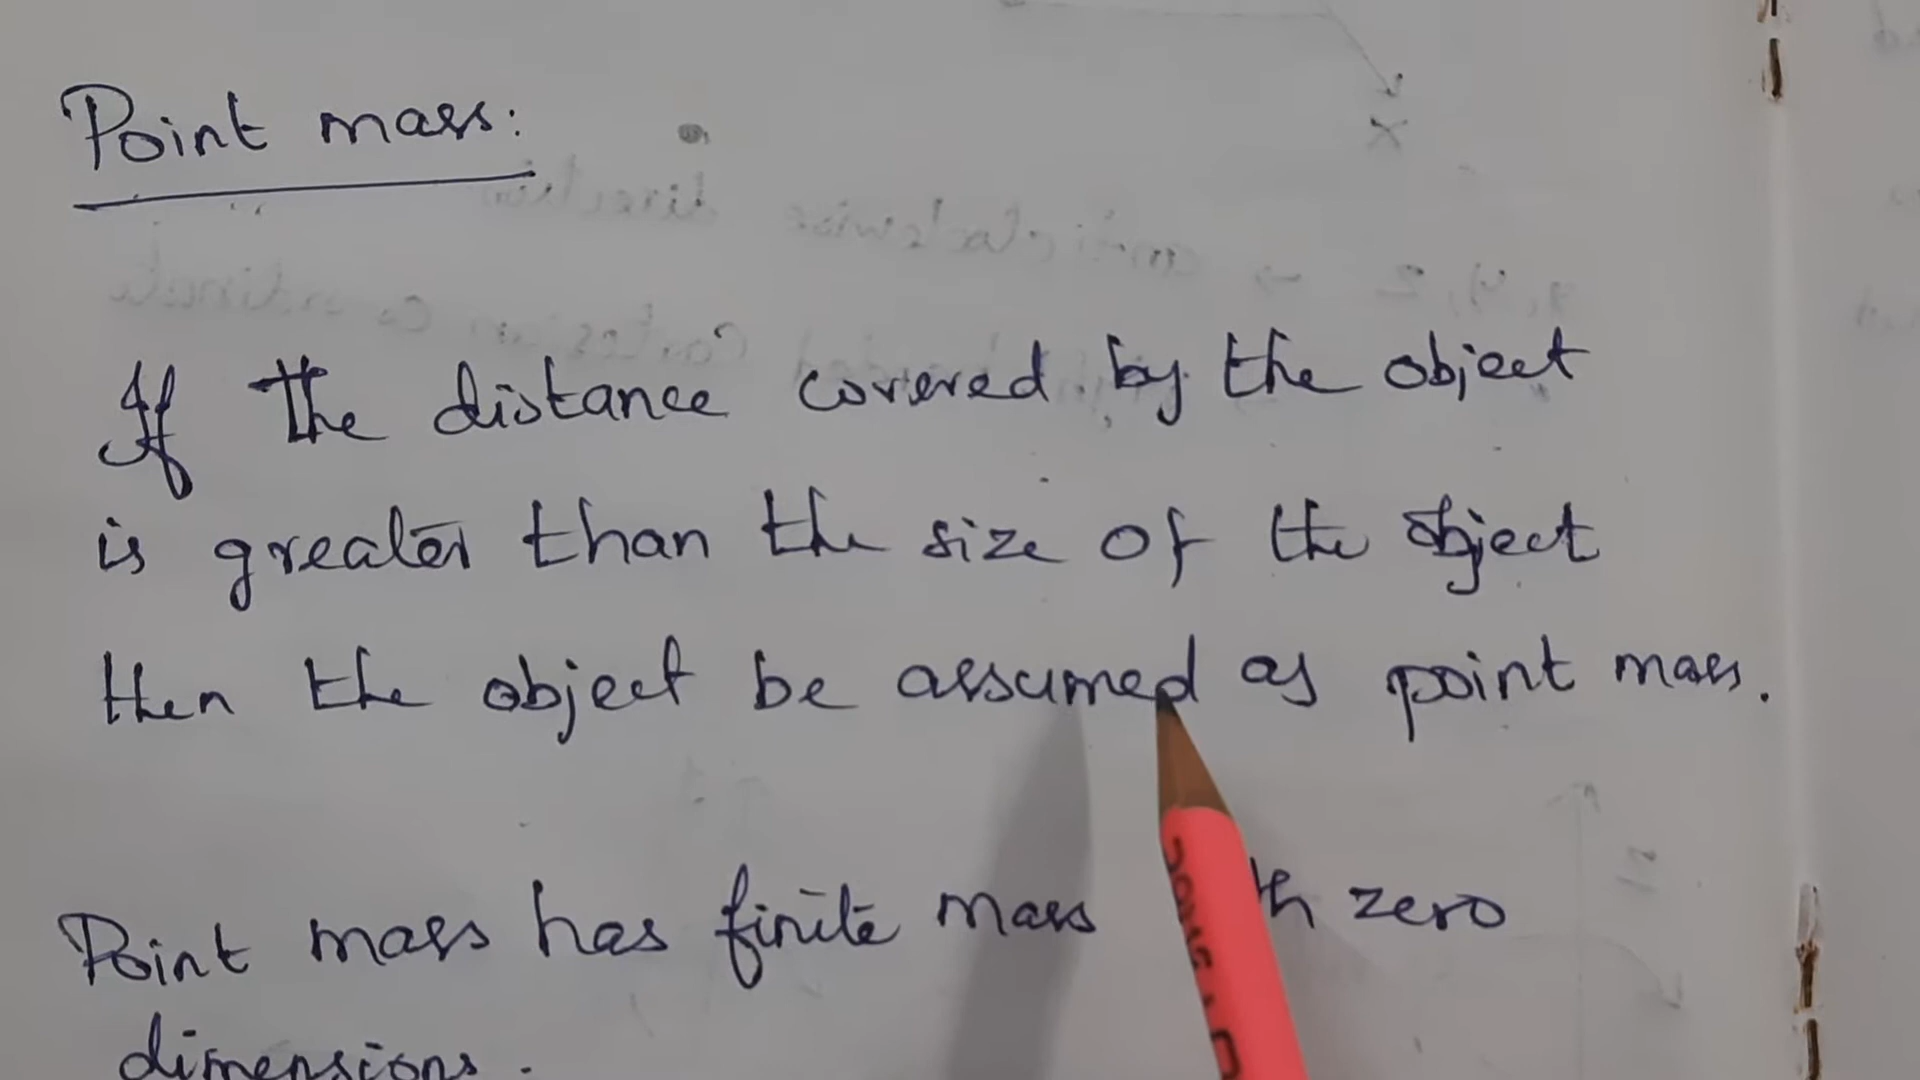 Point mass:
If the distance covered by the object
is greater than the size of the object
then the object be assumed as point mass.
Point mass has finite mass th zero
dimensions.